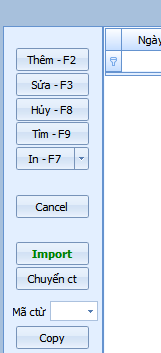 Thêm - F2
Ngày
Sửa - F3
Hủy - F8
Tìm - F9
In - F7
Cancel
Import
Chuyển ct
Mã ctừ
Copy